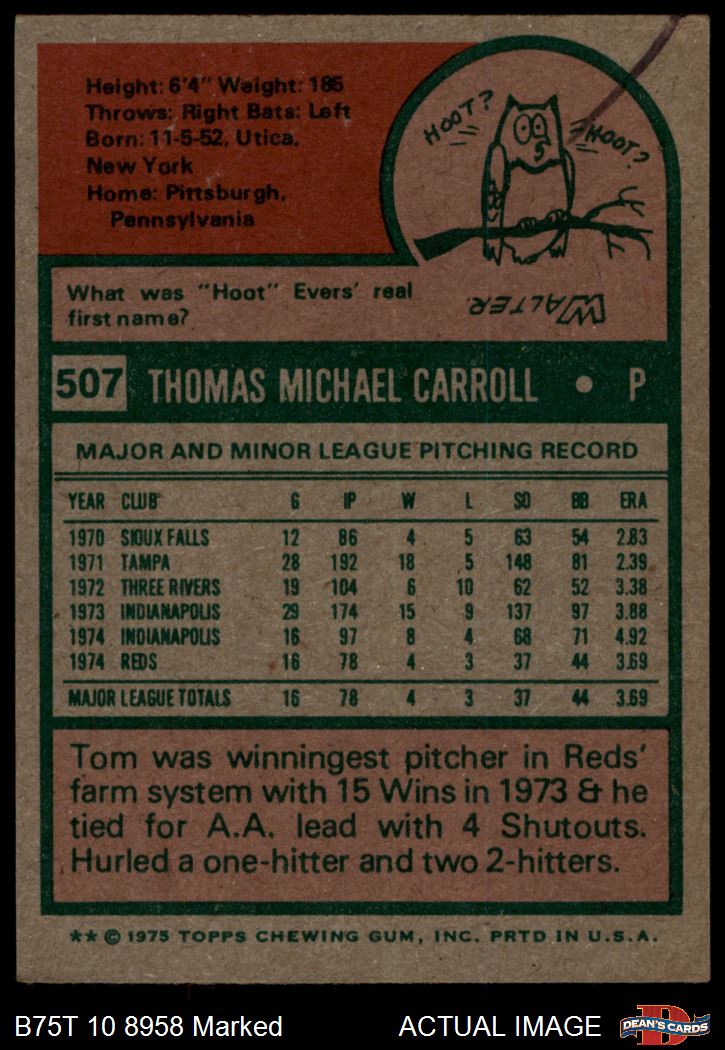 Height: 6'4" Weight: 185
Throws: Right Bats: Left
Born: 11-5-52, Utica,
New York
Home: Pittsburgh,
Pennsylvania
HOOT?
HOOT?
What was "Hoot" Evers' real
first name?
WALTER.
507 THOMAS MICHAEL CARROLL • P
MAJOR AND MINOR LEAGUE PITCHING RECORD
YEAR CLUB G IP W L SO BB ERA
1970 SIOUX FALLS 12 86 4 5 63 54 2.83
1971 TAMPA 28 192 18 5 148 81 2.39
1972 THREE RIVERS 19 104 6 10 62 52 3.38
1973 INDIANAPOLIS 29 174 15 9 137 97 3.88
1974 INDIANAPOLIS 16 97 8 4 68 71 4.92
1974 REDS 16 78 4 3 37 44 3.69
MAJOR LEAGUE TOTALS 16 78 4 3 37 44 3.69
Tom was winningest pitcher in Reds'
farm system with 15 Wins in 1973 & he
tied for A.A. lead with 4 Shutouts.
Hurled a one-hitter and two 2-hitters.
** © 1975 TOPPS CHEWING GUM, INC. PRTD IN U.S.A.
B75T 10 8958 Marked ACTUAL IMAGE
D DEAN'S CARDS